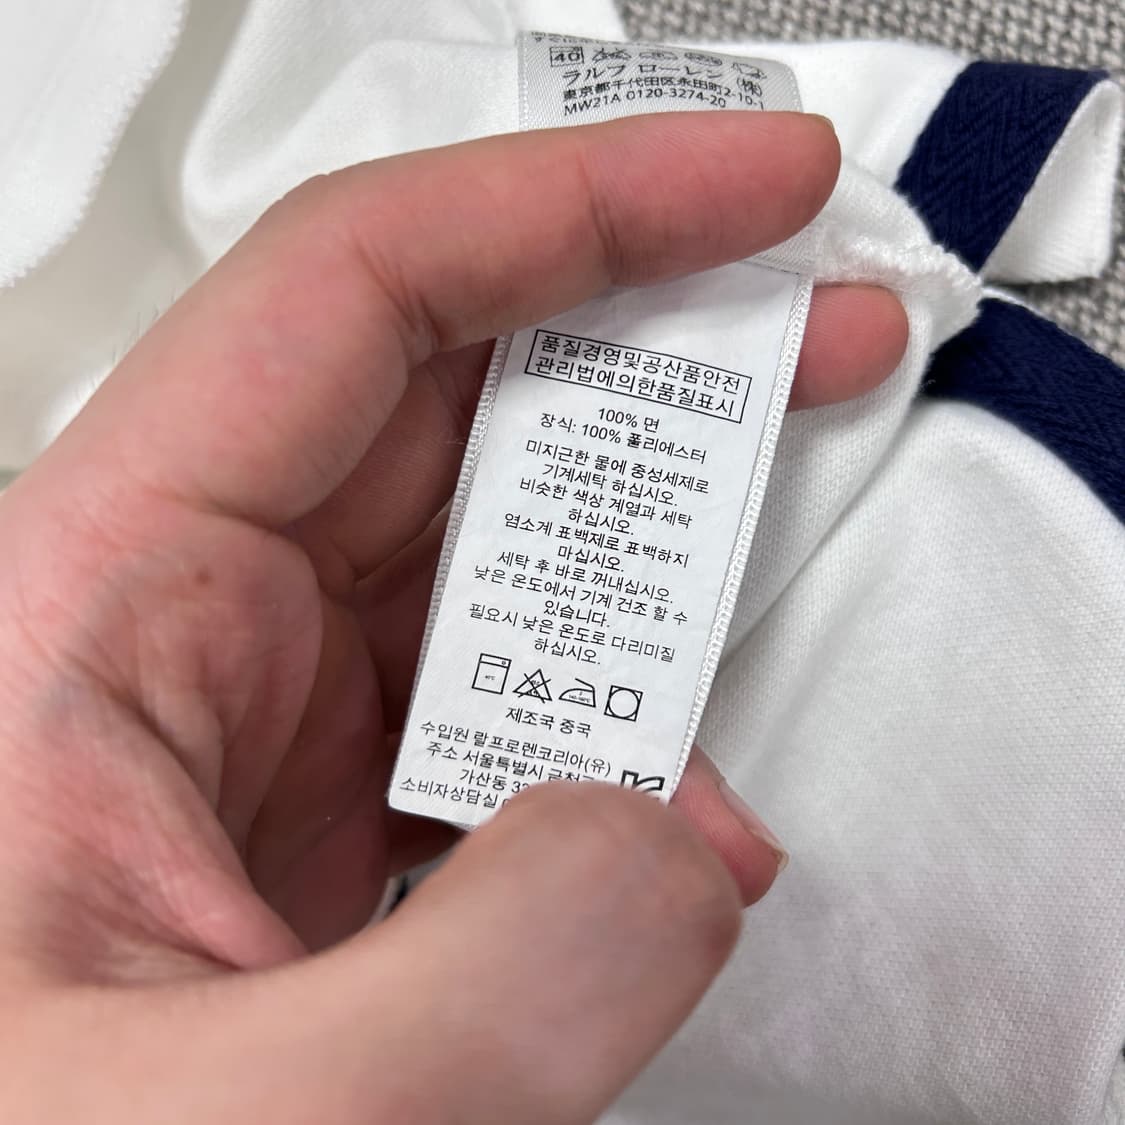 40
ラルフ ローレン (株)
東京都千代田区永田町2-10-1
MW21A 0120-3274-20
품질경영및공산품안전
관리법에의한품질표시
100% 면
장식: 100% 폴리에스터
미지근한 물에 중성세제로
기계세탁 하십시오.
비슷한 색상 계열과 세탁
하십시오.
염소계 표백제로 표백하지
마십시오.
세탁 후 바로 꺼내십시오.
낮은 온도에서 기계 건조 할 수
있습니다.
필요시 낮은 온도로 다리미질
하십시오.
제조국 중국
수입원 랄프로렌코리아(유)
주소 서울특별시
가산동
소비자상담실